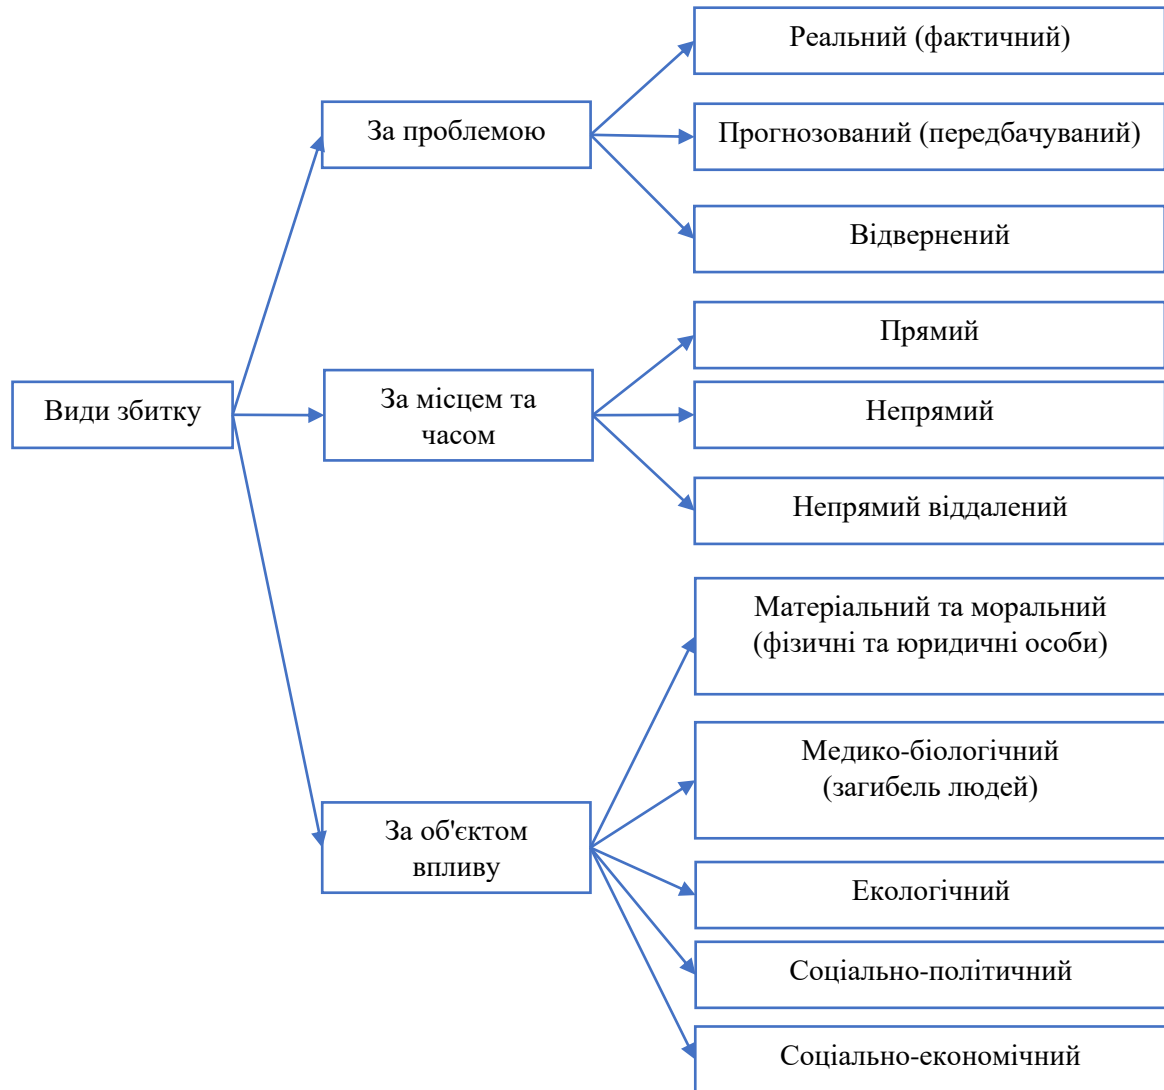 Види збитку
За проблемою
Реальний (фактичний)
Прогнозований (передбачуваний)
Відвернений
За місцем та
часом
Прямий
Непрямий
Непрямий віддалений
За об'єктом
впливу
Матеріальний та моральний
(фізичні та юридичні особи)
Медико-біологічний
(загибель людей)
Екологічний
Соціально-політичний
Соціально-економічний